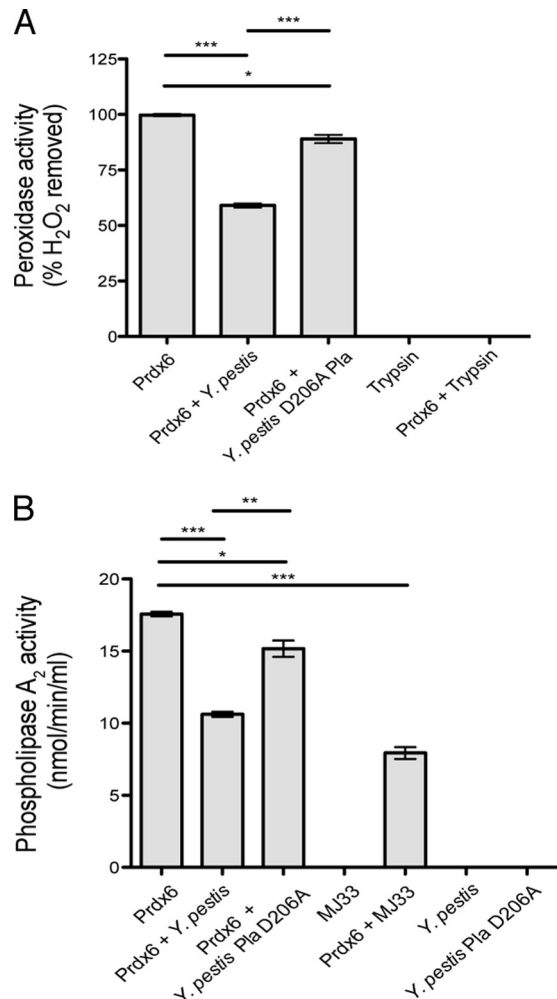 A
***
***
*
125
100
75
50
25
0
Peroxidase activity
(% H₂O₂ removed)
Prdx6
Prdx6 + Y. pestis
Prdx6 +
Y. pestis D206A Pla
Trypsin
Prdx6 + Trypsin
B
**
***
*
***
20
15
10
5
0
Phospholipase A₂ activity
(nmol/min/ml)
Prdx6
Prdx6 + Y. pestis
Prdx6 +
Y. pestis Pla D206A
MJ33
Prdx6 + MJ33
Y. pestis
Y. pestis Pla D206A